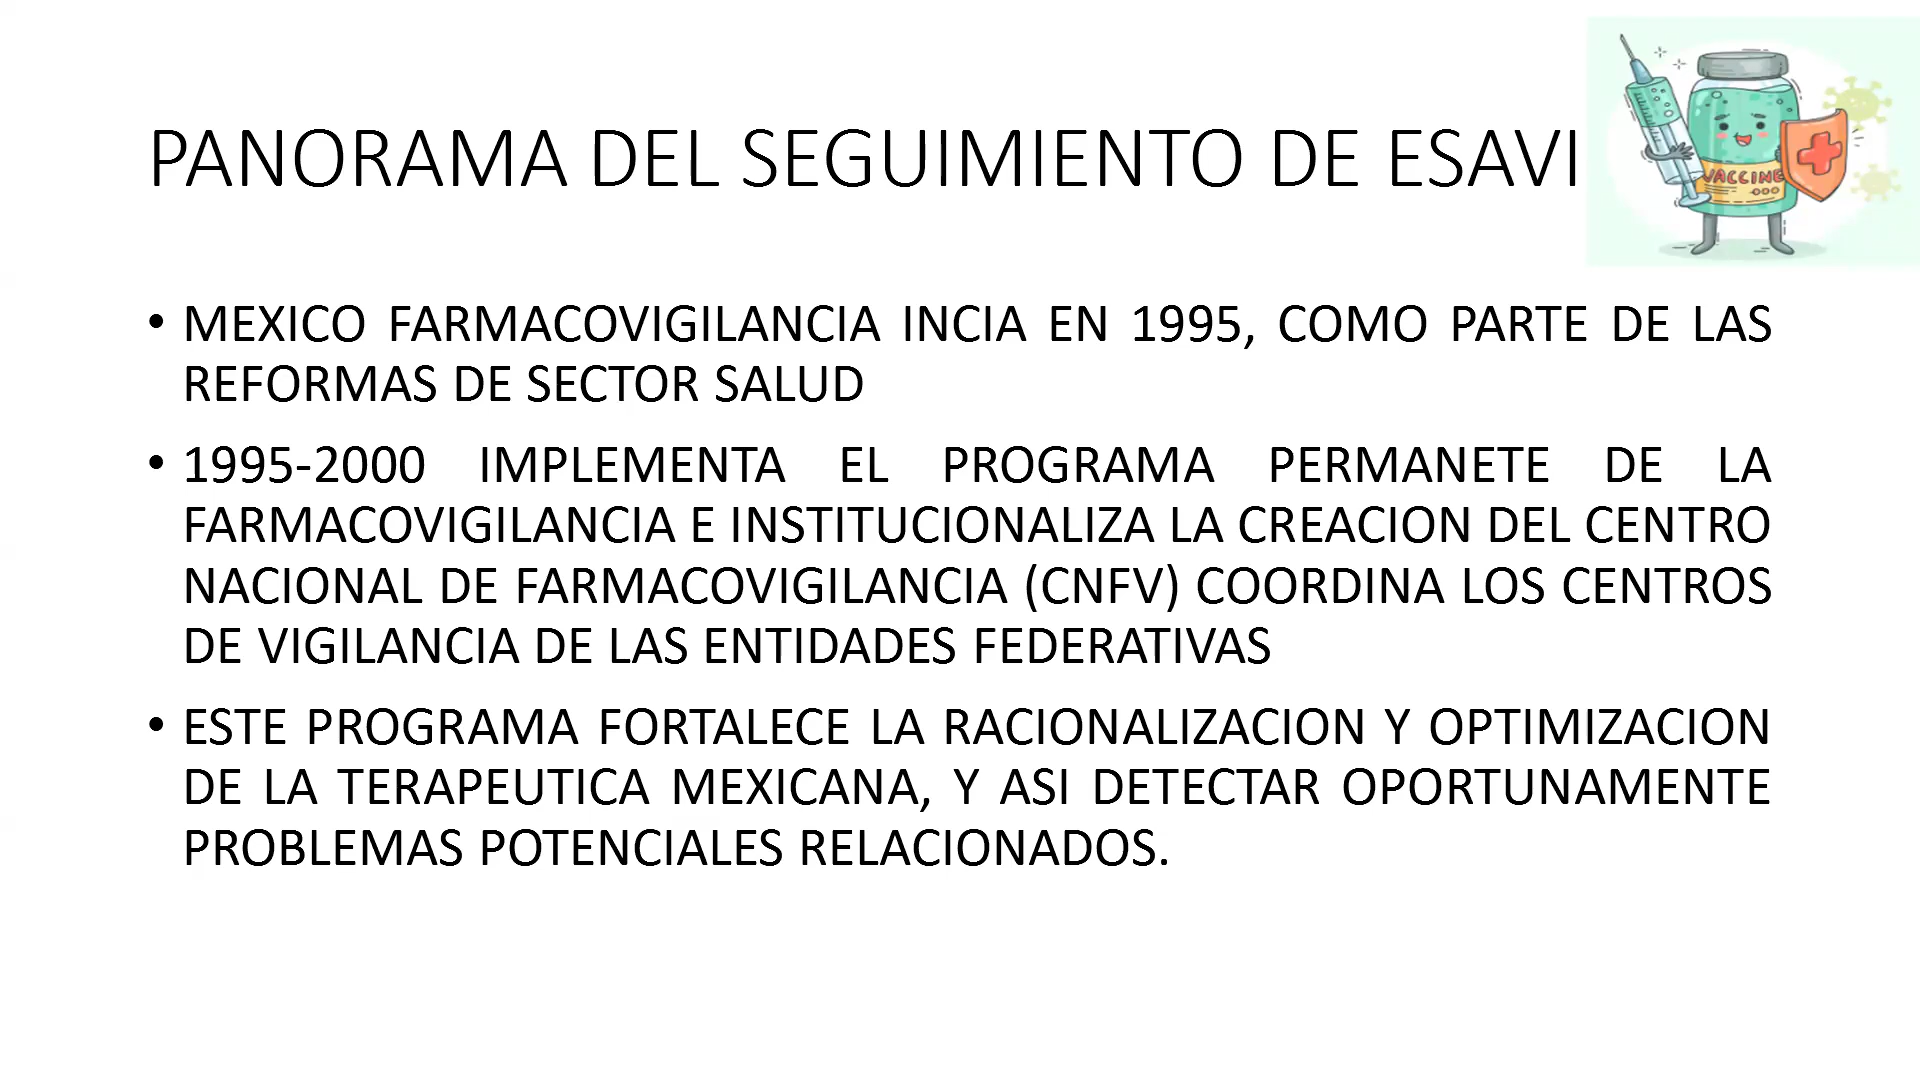 PANORAMA DEL SEGUIMIENTO DE ESAVI
VACCINE
• MEXICO FARMACOVIGILANCIA INCIA EN 1995, COMO PARTE DE LAS
REFORMAS DE SECTOR SALUD
• 1995-2000 IMPLEMENTA EL PROGRAMA PERMANETE DE LA
FARMACOVIGILANCIA E INSTITUCIONALIZA LA CREACION DEL CENTRO
NACIONAL DE FARMACOVIGILANCIA (CNFV) COORDINA LOS CENTROS
DE VIGILANCIA DE LAS ENTIDADES FEDERATIVAS
• ESTE PROGRAMA FORTALECE LA RACIONALIZACION Y OPTIMIZACION
DE LA TERAPEUTICA MEXICANA, Y ASI DETECTAR OPORTUNAMENTE
PROBLEMAS POTENCIALES RELACIONADOS.